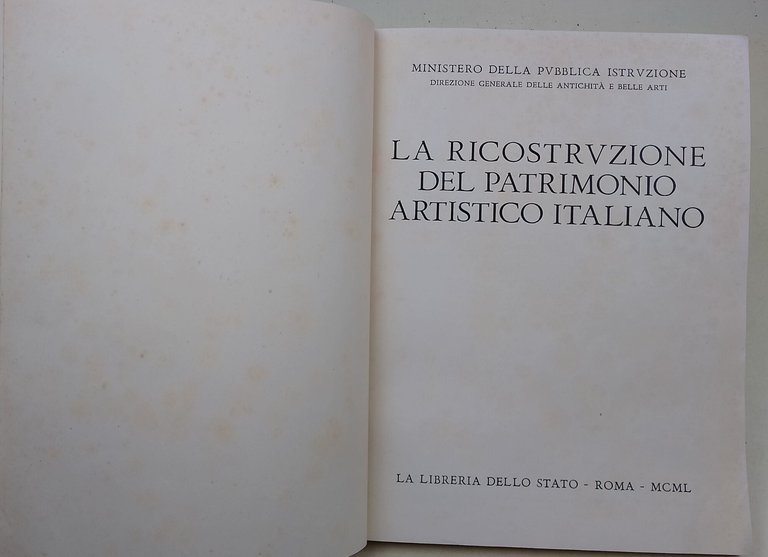 MINISTERO DELLA PVBBLICA ISTRVZIONE
DIREZIONE GENERALE DELLE ANTICHITÀ E BELLE ARTI
LA RICOSTRVZIONE
DEL PATRIMONIO
ARTISTICO ITALIANO
LA LIBRERIA DELLO STATO - ROMA - MCML